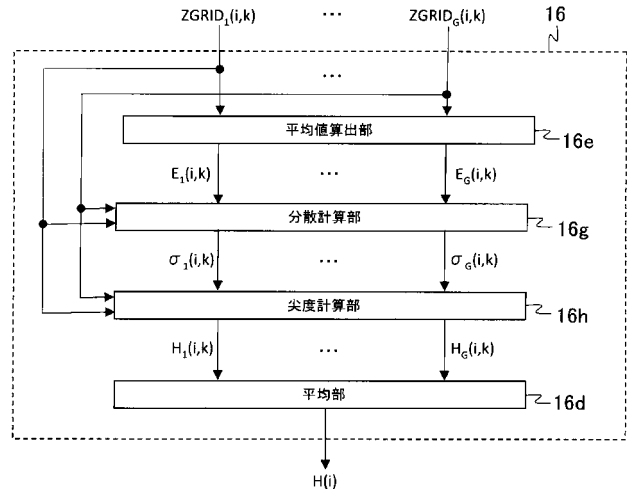 ZGRID1(i,k) ... ZGRIDG(i,k)
16
...
平均値算出部
16e
E1(i,k) ... EG(i,k)
分散計算部
16g
σ1(i,k) ... σG(i,k)
尖度計算部
16h
H1(i,k) ... HG(i,k)
平均部
16d
H(i)